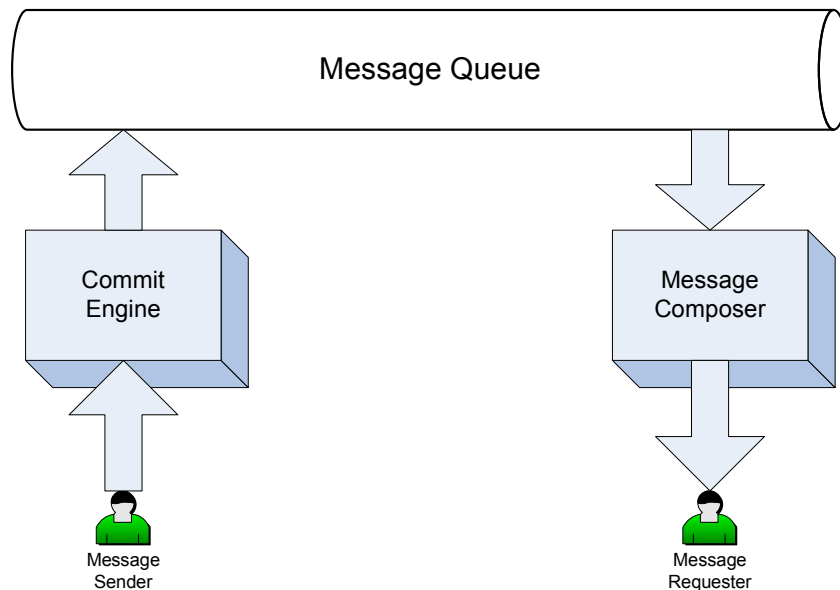 Message Queue
Commit
Engine
Message
Composer
Message
Sender
Message
Requester